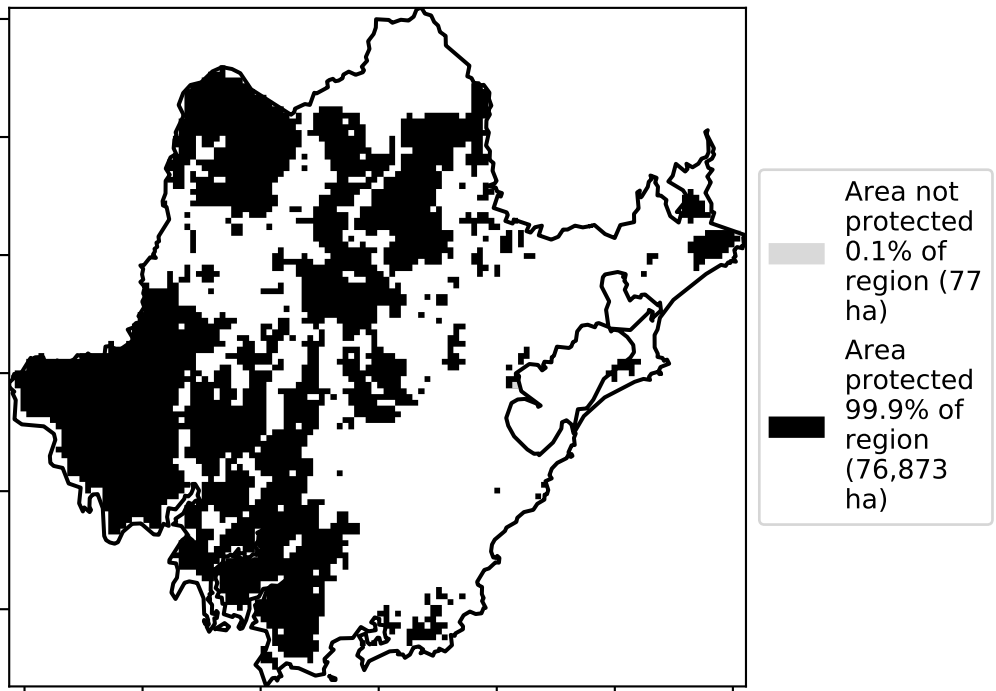 Area not
protected
0.1% of
region (77
ha)
Area
protected
99.9% of
region
(76,873
ha)